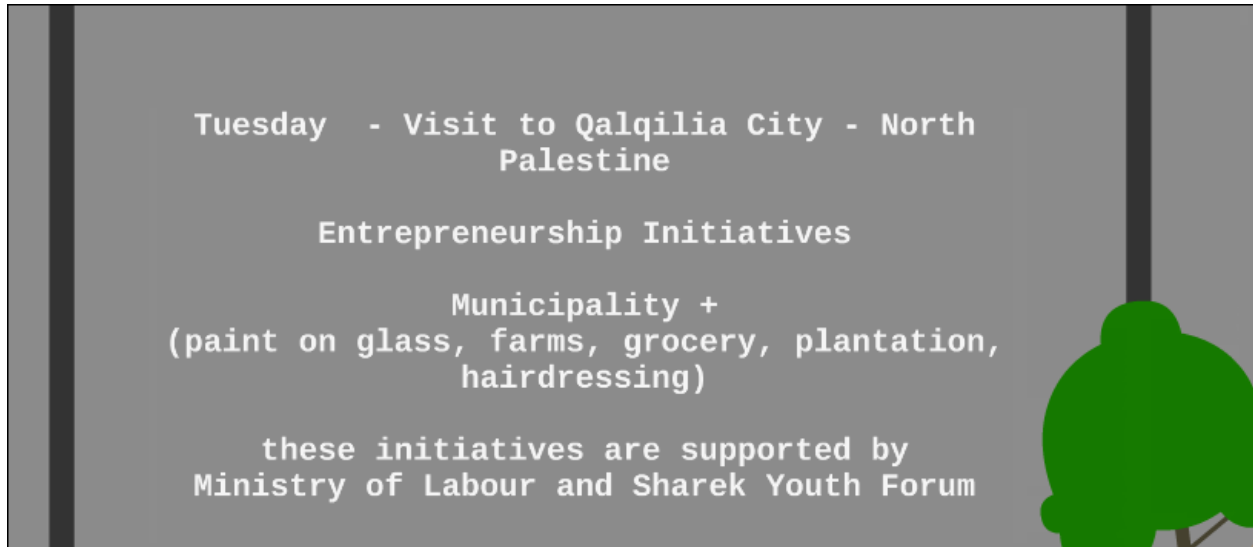 Tuesday  - Visit to Qalqilia City - North
Palestine
Entrepreneurship Initiatives
Municipality +
(paint on glass, farms, grocery, plantation,
hairdressing)
these initiatives are supported by
Ministry of Labour and Sharek Youth Forum